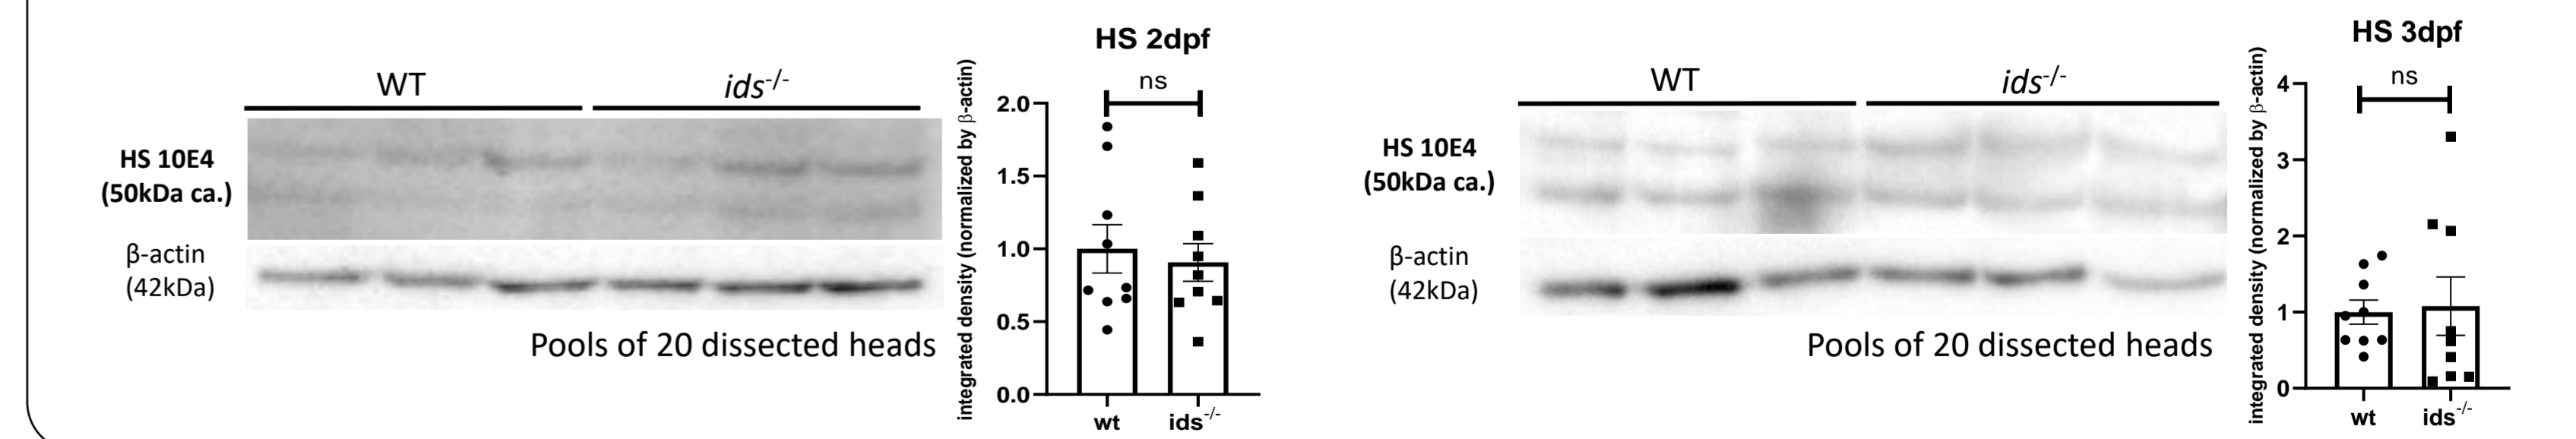 WT
ids-/-
HS 10E4
(50kDa ca.)
β-actin
(42kDa)
Pools of 20 dissected heads
HS 2dpf
ns
integrated density (normalized by β-actin)
2.0
1.5
1.0
0.5
0.0
wt
ids-/-
WT
ids-/-
HS 10E4
(50kDa ca.)
β-actin
(42kDa)
Pools of 20 dissected heads
HS 3dpf
ns
integrated density (normalized by β-actin)
4
3
2
1
0
wt
ids-/-